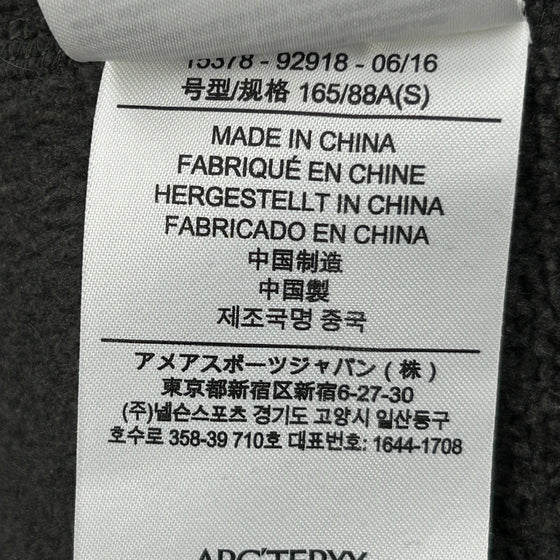 15378 - 92918 - 06/16
号型/规格 165/88A(S)
MADE IN CHINA
FABRIQUÉ EN CHINE
HERGESTELLT IN CHINA
FABRICADO EN CHINA
中国制造
中国製
제조국명 중국
アメアスポーツジャパン(株)
東京都新宿区新宿6-27-30
(주)넬슨스포츠 경기도 고양시 일산동구
호수로 358-39 710호 대표번호: 1644-1708
ARC'TERYX